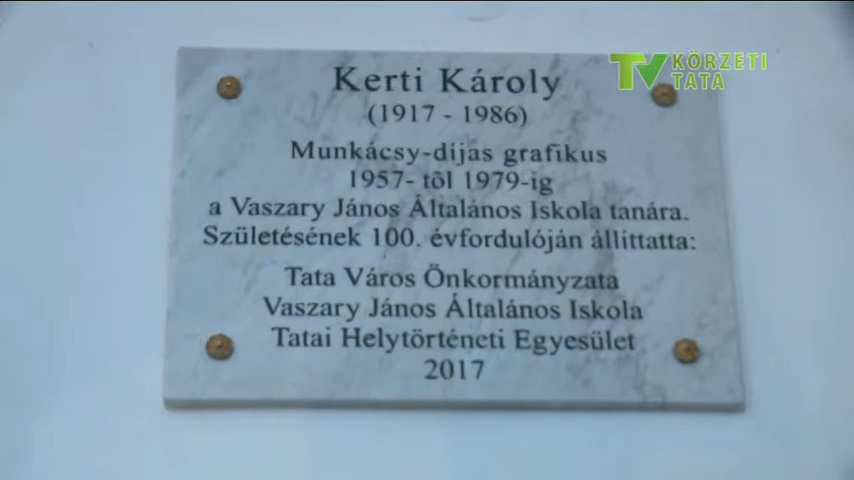 Kerti Károly
(1917 - 1986)
Munkácsy-díjas grafikus
1957- tõl 1979-ig
a Vaszary János Általános Iskola tanára.
Születésének 100. évfordulóján állíttatta:
Tata Város Önkormányzata
Vaszary János Általános Iskola
Tatai Helytörténeti Egyesület
2017
TV KÖRZETI
TATA